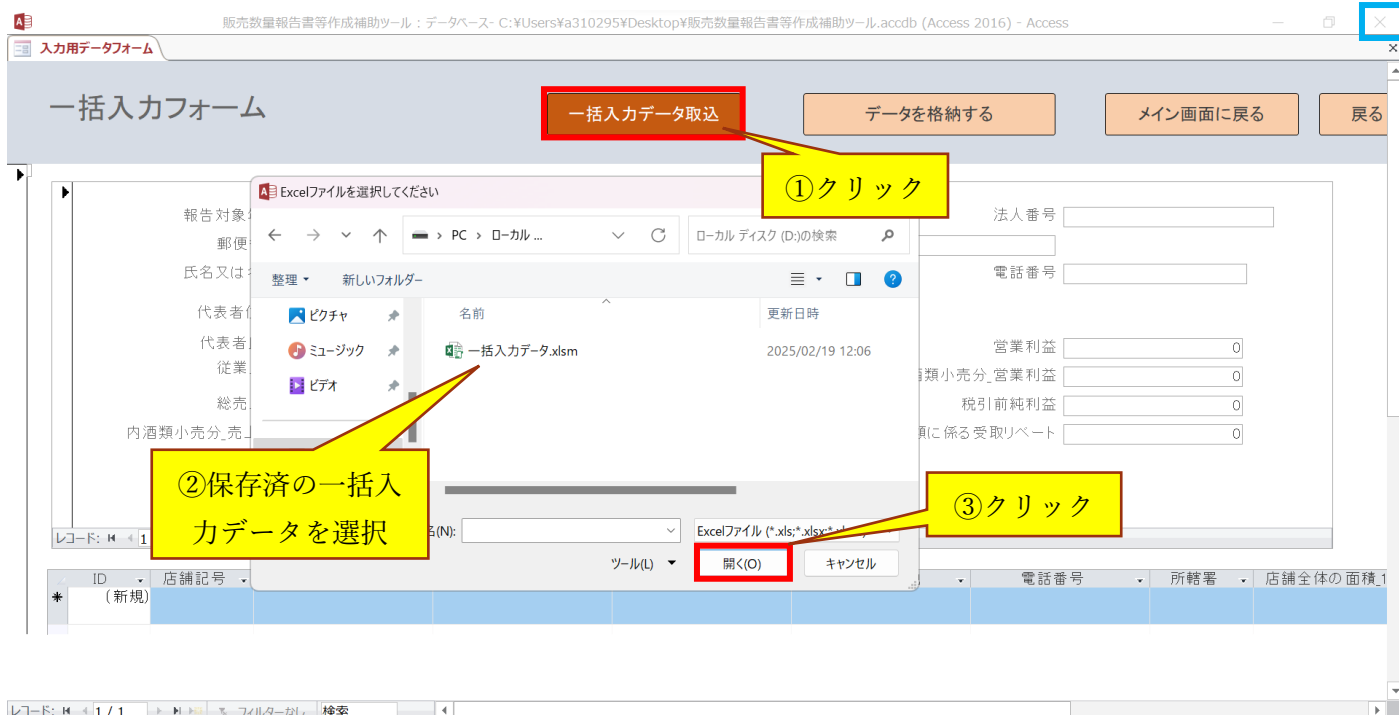 販売数量報告書等作成補助ツール : データベース- C:¥Users¥a310295¥Desktop¥販売数量報告書等作成補助ツール.accdb (Access 2016) - Access
入力用データフォーム
一括入力フォーム
一括入力データ取込
データを格納する
メイン画面に戻る
戻る
①クリック
Excelファイルを選択してください
報告対象
法人番号
PC › ローカル ...
ローカル ディスク (D:)の検索
郵便
氏名又は
電話番号
整理
新しいフォルダー
代表者
ピクチャ
名前
更新日時
代表者
ミュージック
一括入力データ.xlsm
2025/02/19 12:06
営業利益
0
従業
ビデオ
類小売分_営業利益
0
総売
税引前純利益
0
内酒類小売分_売上
に係る受取リベート
0
②保存済の一括入
力データを選択
③クリック
(N):
Excelファイル (*.xls;*.xlsx;*
レコード: 1
ツール(L)
開く(O)
キャンセル
ID
店舗記号
電話番号
所轄署
店舗全体の面積_1
(新規)
レコード: 1 / 1
フィルターなし
検索